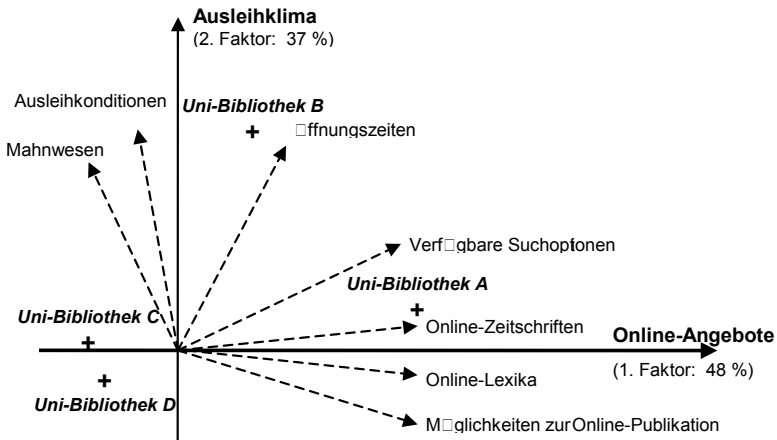 Ausleihklima
(2. Faktor: 37 %)
Ausleihkonditionen
Uni-Bibliothek B
□ffnungszeiten
Mahnwesen
Verf□gbare Suchoptonen
Uni-Bibliothek A
Uni-Bibliothek C
Online-Zeitschriften
Online-Angebote
(1. Faktor: 48 %)
Online-Lexika
Uni-Bibliothek D
M□glichkeiten zurOnline-Publikation